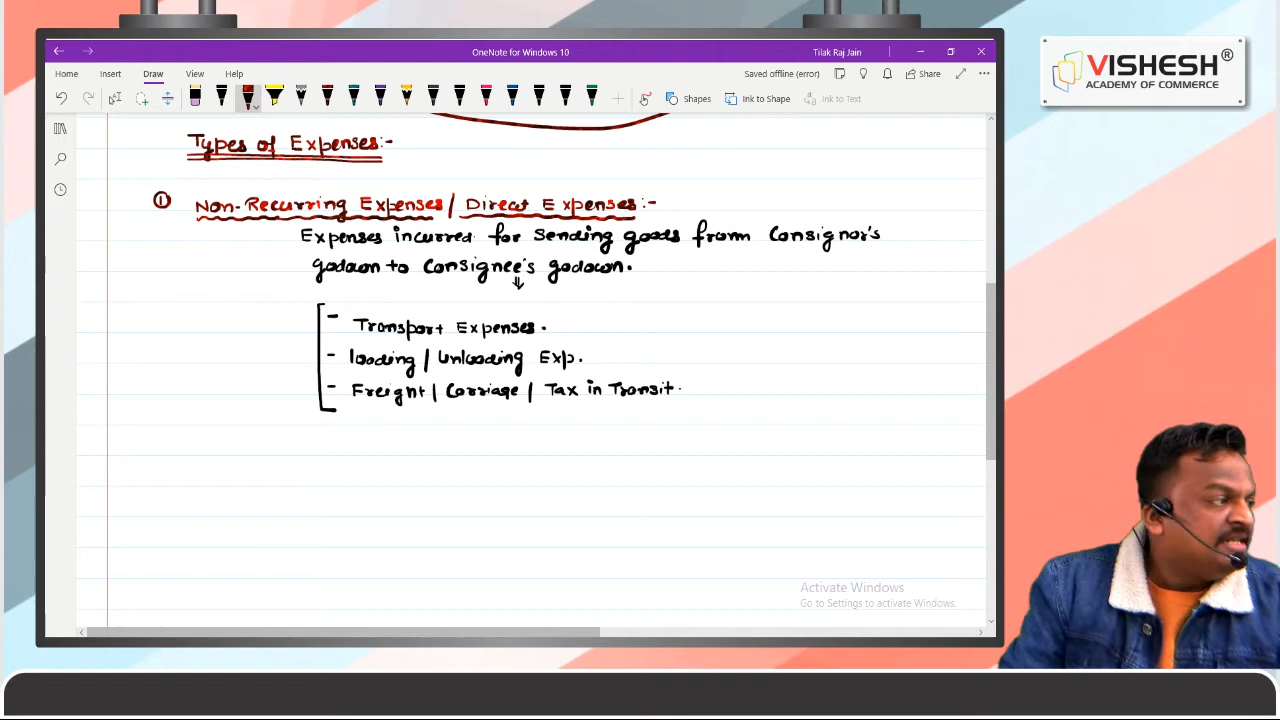 OneNote for Windows 10
Tilak Raj Jain
Home Insert Draw View Help
Saved offline (error)
Share
Shapes
Ink to Shape
Ink to Text
VISHESH®
ACADEMY OF COMMERCE
Types of Expenses:-
① Non-Recurring Expenses / Direct Expenses:-
Expenses incurred for sending goods from Consignor's
godown to Consignee's godown.
- Transport Expenses.
- loading / Unloading Exp.
- Freight / Carriage / Tax in Transit.
Activate Windows
Go to Settings to activate Windows.